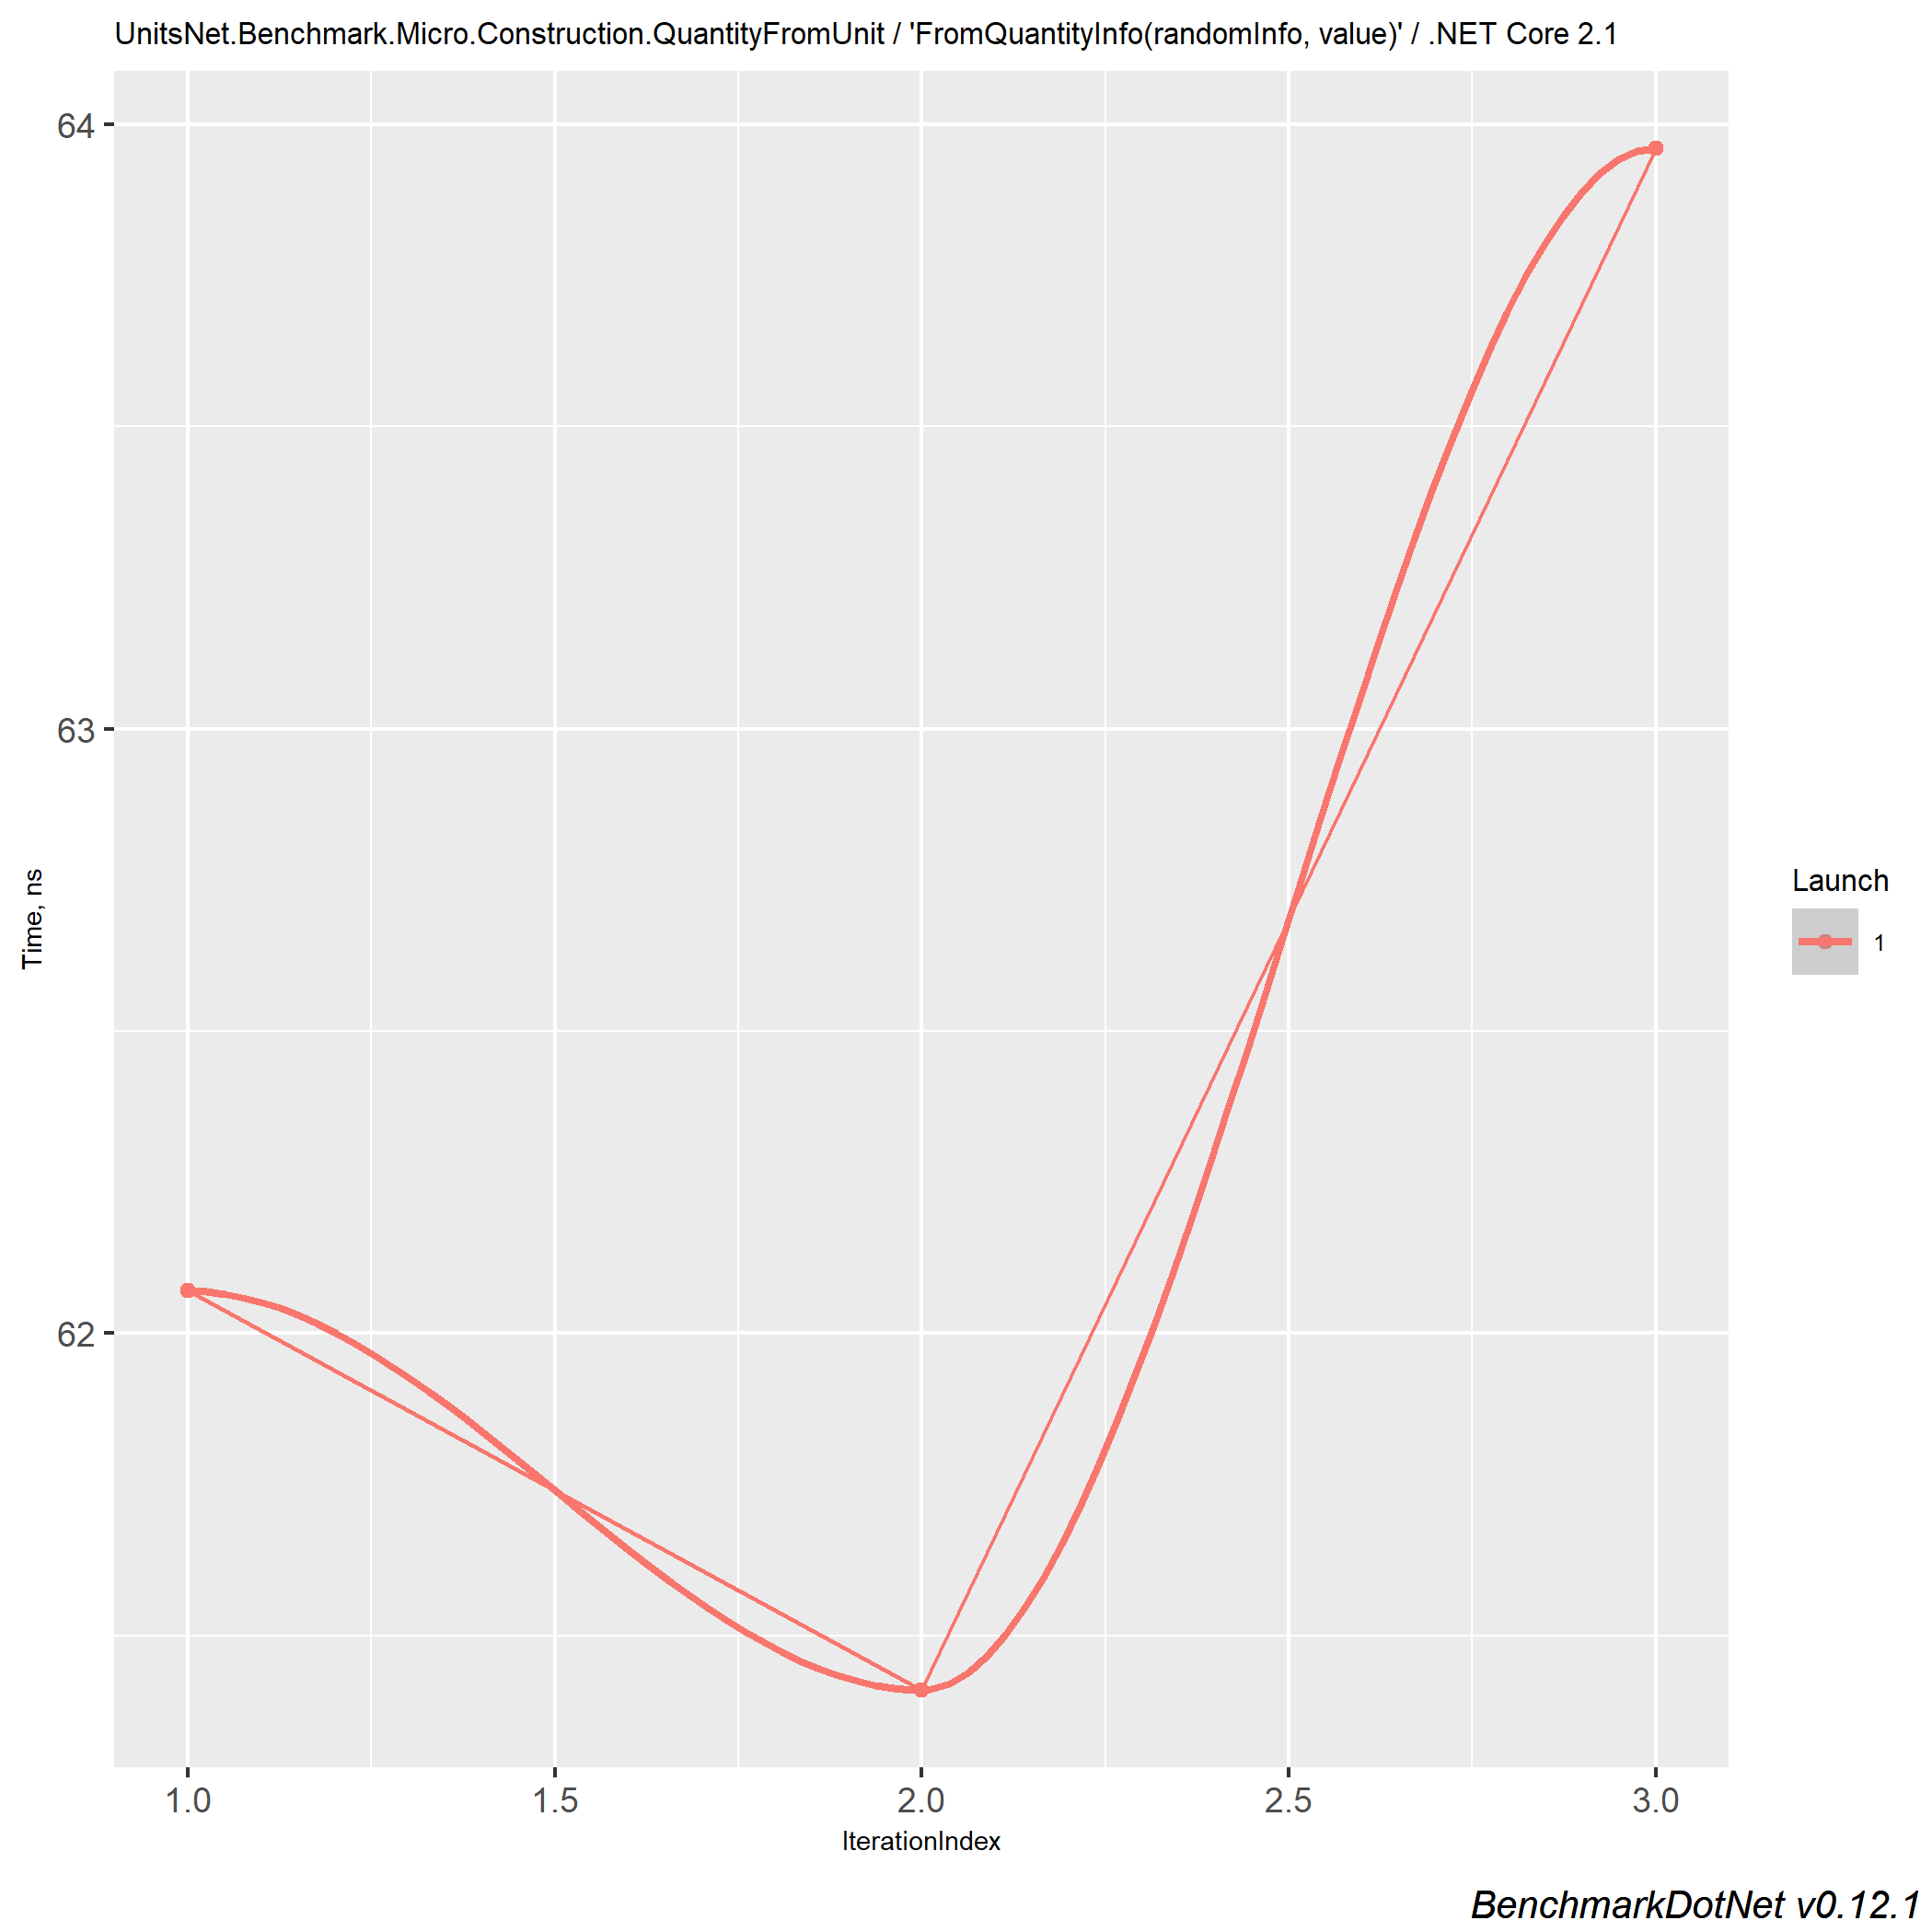 UnitsNet.Benchmark.Micro.Construction.QuantityFromUnit / 'FromQuantityInfo(randomInfo, value)' / .NET Core 2.1
64
63
62
Time, ns
1.0 1.5 2.0 2.5 3.0
IterationIndex
Launch
1
BenchmarkDotNet v0.12.1